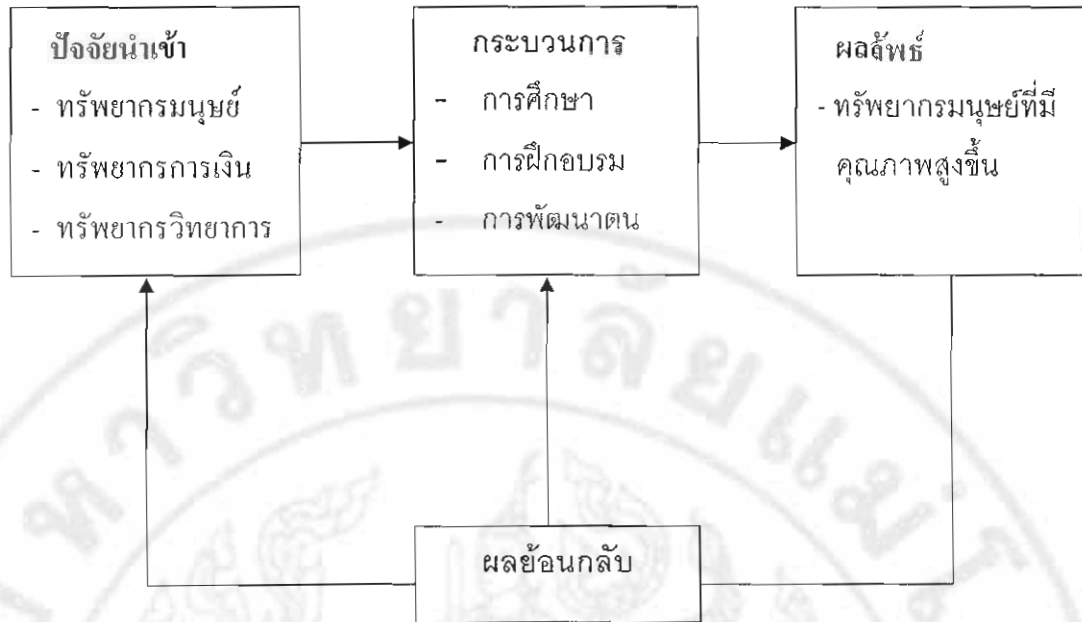 ปัจจัยนำเข้า
- ทรัพยากรมนุษย์
- ทรัพยากรการเงิน
- ทรัพยากรวิทยาการ
กระบวนการ
- การศึกษา
- การฝึกอบรม
- การพัฒนาตน
ผลลัพธ์
- ทรัพยากรมนุษย์ที่มี
คุณภาพสูงขึ้น
ผลย้อนกลับ